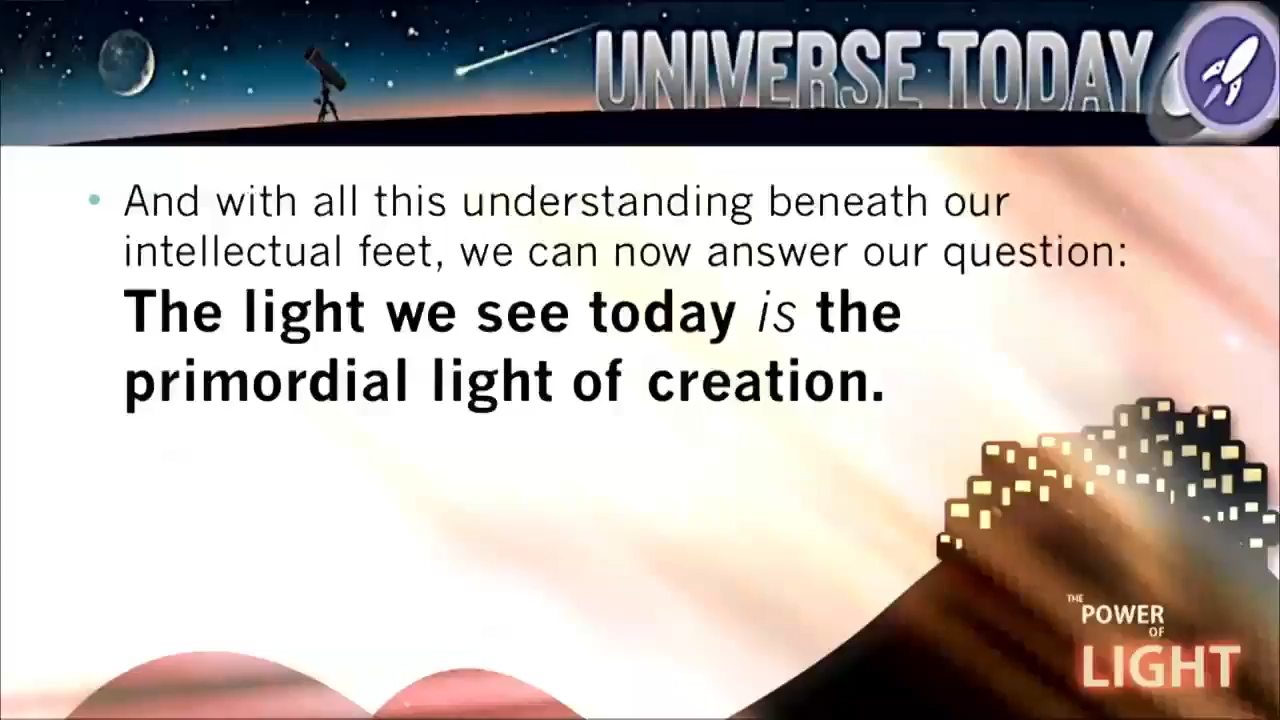 UNIVERSE TODAY
• And with all this understanding beneath our
intellectual feet, we can now answer our question:
The light we see today is the
primordial light of creation.
THE
POWER
OF
LIGHT